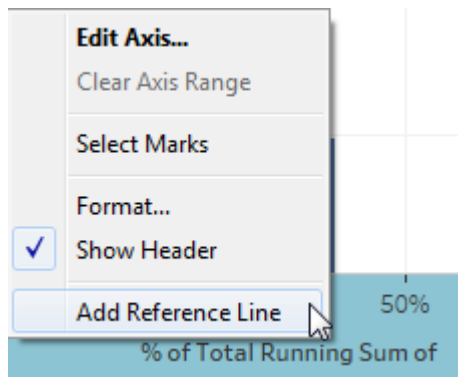 Edit Axis...
Clear Axis Range
Select Marks
Format...
Show Header
Add Reference Line
50%
% of Total Running Sum of